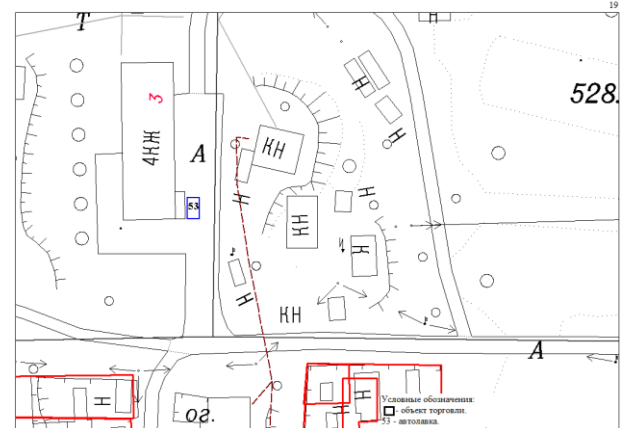 19
Т
3
4КЖ
А
53
КН
Н
Н
Н
528.
Н
Н
Н
КН
К
Н
КН
А
Н
ог.
Н
Н
Условные обозначения:
- объект торговли.
53 - автолавка.